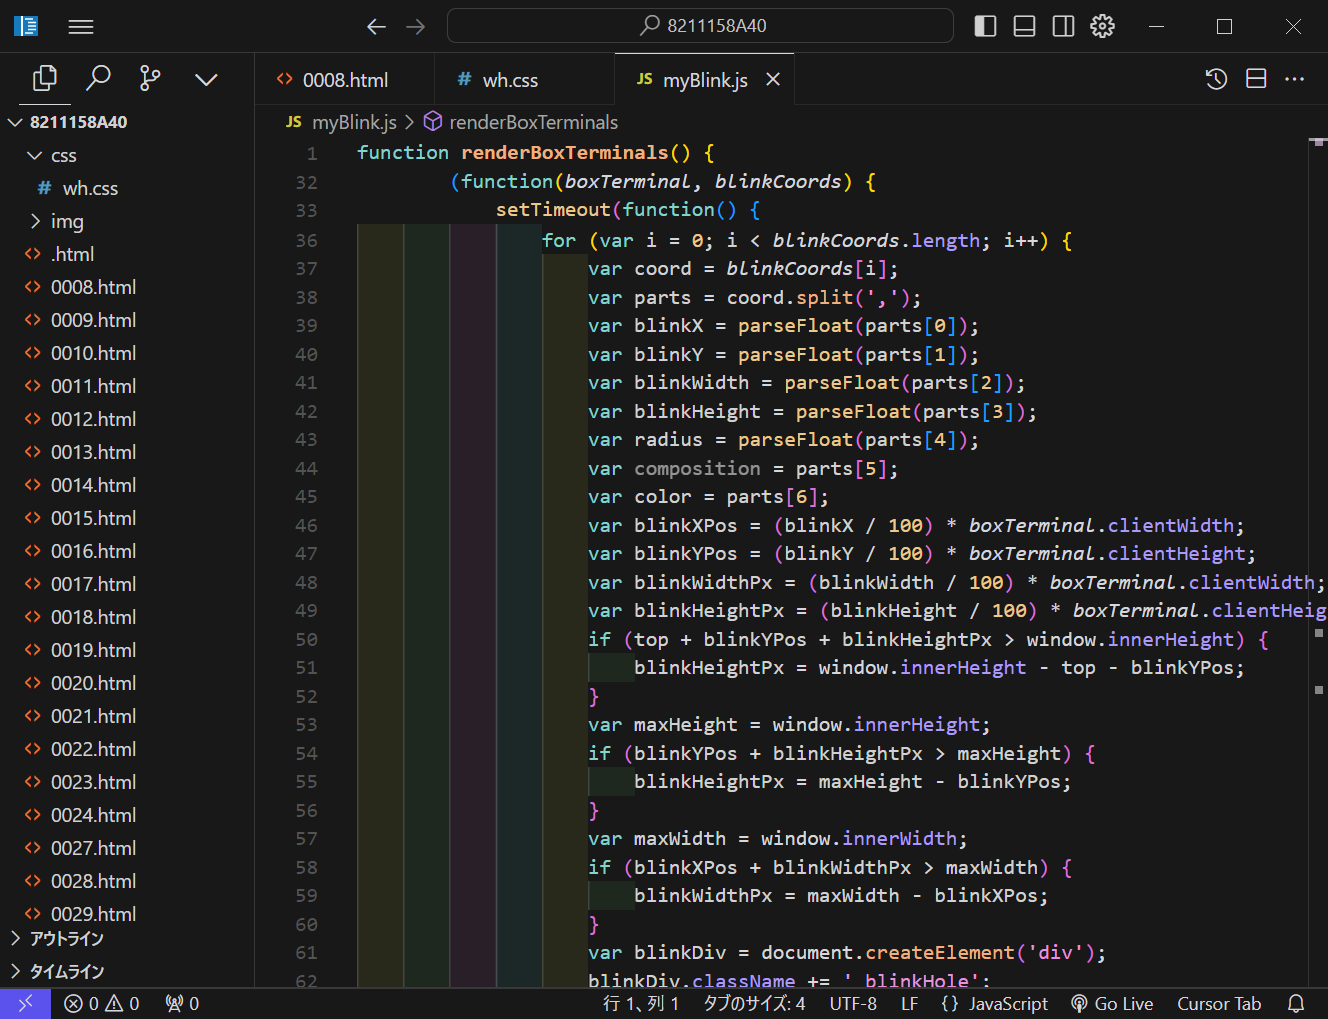 8211158A40
0008.html
wh.css
myBlink.js
8211158A40
css
wh.css
img
.html
0008.html
0009.html
0010.html
0011.html
0012.html
0013.html
0014.html
0015.html
0016.html
0017.html
0018.html
0019.html
0020.html
0021.html
0022.html
0023.html
0024.html
0027.html
0028.html
0029.html
アウトライン
タイムライン
JS myBlink.js > renderBoxTerminals
1 function renderBoxTerminals() {
32 (function(boxTerminal, blinkCoords) {
33 setTimeout(function() {
36 for (var i = 0; i < blinkCoords.length; i++) {
37 var coord = blinkCoords[i];
38 var parts = coord.split(',');
39 var blinkX = parseFloat(parts[0]);
40 var blinkY = parseFloat(parts[1]);
41 var blinkWidth = parseFloat(parts[2]);
42 var blinkHeight = parseFloat(parts[3]);
43 var radius = parseFloat(parts[4]);
44 var composition = parts[5];
45 var color = parts[6];
46 var blinkXPos = (blinkX / 100) * boxTerminal.clientWidth;
47 var blinkYPos = (blinkY / 100) * boxTerminal.clientHeight;
48 var blinkWidthPx = (blinkWidth / 100) * boxTerminal.clientWidth;
49 var blinkHeightPx = (blinkHeight / 100) * boxTerminal.clientHeig
50 if (top + blinkYPos + blinkHeightPx > window.innerHeight) {
51 blinkHeightPx = window.innerHeight - top - blinkYPos;
52 }
53 var maxHeight = window.innerHeight;
54 if (blinkYPos + blinkHeightPx > maxHeight) {
55 blinkHeightPx = maxHeight - blinkYPos;
56 }
57 var maxWidth = window.innerWidth;
58 if (blinkXPos + blinkWidthPx > maxWidth) {
59 blinkWidthPx = maxWidth - blinkXPos;
60 }
61 var blinkDiv = document.createElement('div');
62 blinkDiv.className += ' blinkHole';
0 0 0 行 1、列 1 タブのサイズ: 4 UTF-8 LF {} JavaScript Go Live Cursor Tab